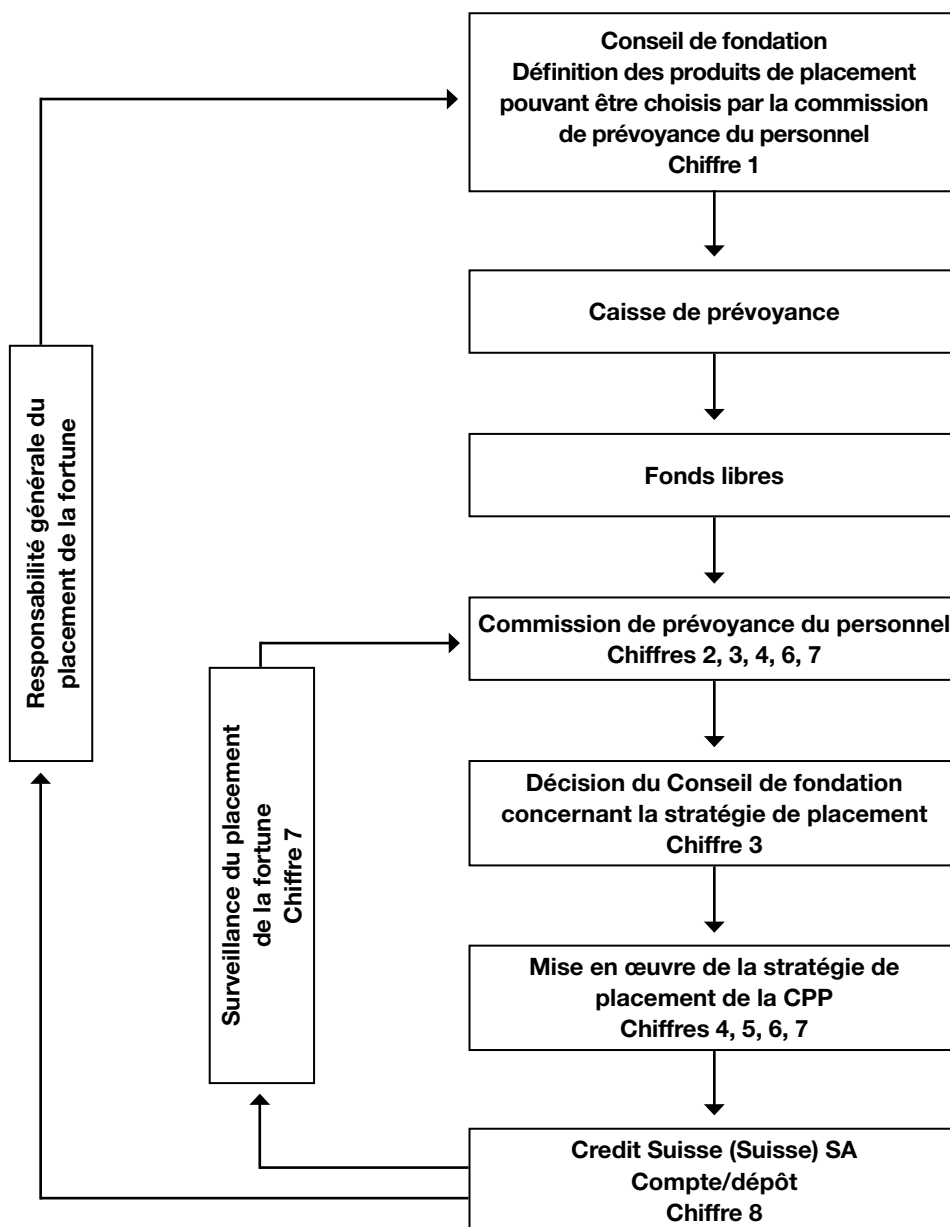 Conseil de fondation
Définition des produits de placement
pouvant être choisis par la commission
de prévoyance du personnel
Chiffre 1
Caisse de prévoyance
Fonds libres
Commission de prévoyance du personnel
Chiffres 2, 3, 4, 6, 7
Décision du Conseil de fondation
concernant la stratégie de placement
Chiffre 3
Mise en œuvre de la stratégie de
placement de la CPP
Chiffres 4, 5, 6, 7
Credit Suisse (Suisse) SA
Compte/dépôt
Chiffre 8
Surveillance du placement
de la fortune
Chiffre 7
Responsabilité générale du
placement de la fortune